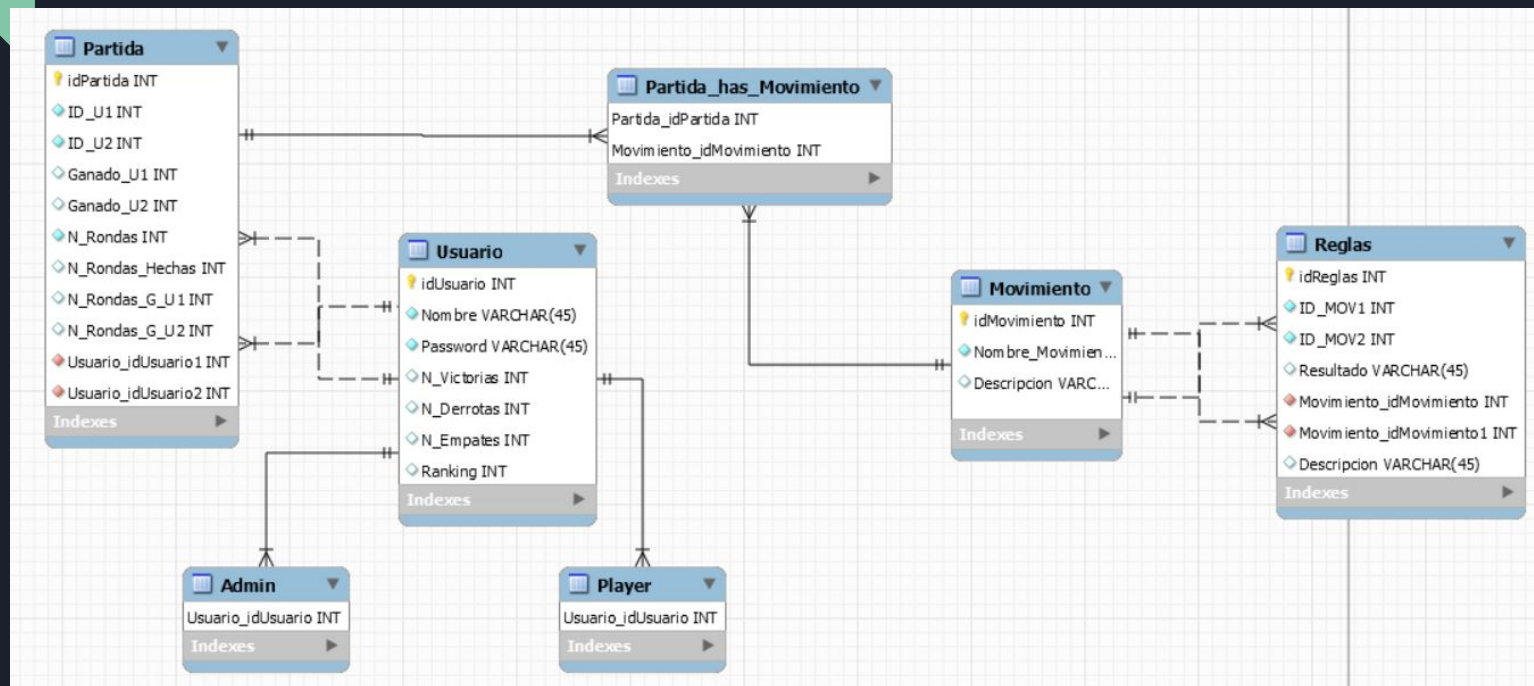 Partida
idPartida INT
ID_U1 INT
ID_U2 INT
Ganado_U1 INT
Ganado_U2 INT
N_Rondas INT
N_Rondas_Hechas INT
N_Rondas_G_U1 INT
N_Rondas_G_U2 INT
Usuario_idUsuario1 INT
Usuario_idUsuario2 INT
Indexes
Partida_has_Movimiento
Partida_idPartida INT
Movimiento_idMovimiento INT
Indexes
Usuario
idUsuario INT
Nombre VARCHAR(45)
Password VARCHAR(45)
N_Victorias INT
N_Derrotas INT
N_Empates INT
Ranking INT
Indexes
Movimiento
idMovimiento INT
Nombre_Movimien...
Descripcion VARC...
Indexes
Reglas
idReglas INT
ID_MOV1 INT
ID_MOV2 INT
Resultado VARCHAR(45)
Movimiento_idMovimiento INT
Movimiento_idMovimiento1 INT
Descripcion VARCHAR(45)
Indexes
Admin
Usuario_idUsuario INT
Indexes
Player
Usuario_idUsuario INT
Indexes